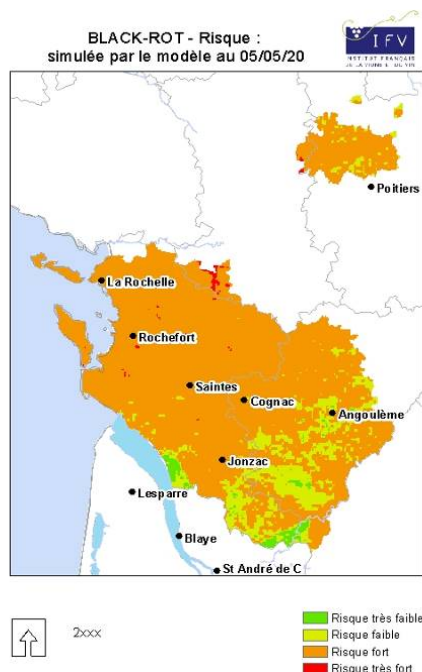 BLACK-ROT - Risque :
simulée par le modèle au 05/05/20
IFV
INSTITUT FRANÇAIS
DE LA VIGNE ET DU VIN
Poitiers
La Rochelle
Rochefort
Saintes
Cognac
Angoulême
Jonzac
Lesparre
Blaye
St André de C
2xxx
Risque très faible
Risque faible
Risque fort
Risque très fort